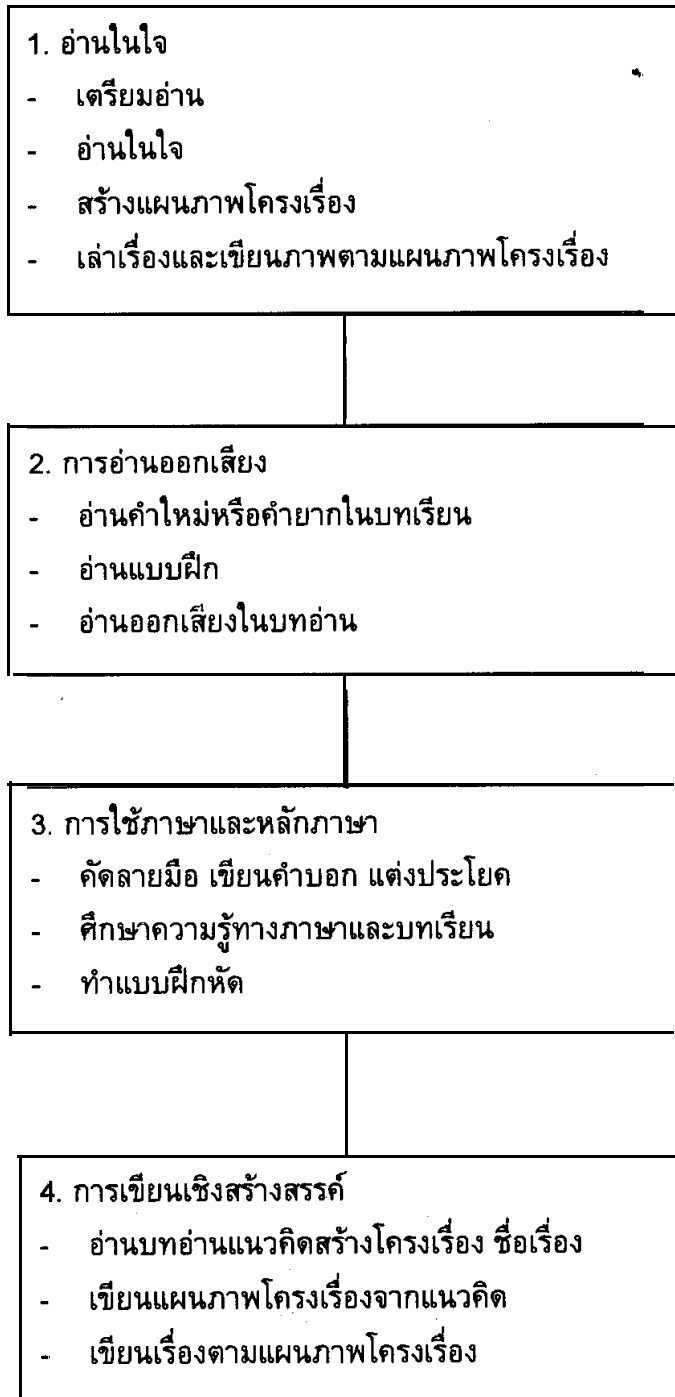 1. อ่านในใจ
- เตรียมอ่าน
- อ่านในใจ
- สร้างแผนภาพโครงเรื่อง
- เล่าเรื่องและเขียนภาพตามแผนภาพโครงเรื่อง
2. การอ่านออกเสียง
- อ่านคำใหม่หรือคำยากในบทเรียน
- อ่านแบบฝึก
- อ่านออกเสียงในบทอ่าน
3. การใช้ภาษาและหลักภาษา
- คัดลายมือ เขียนคำบอก แต่งประโยค
- ศึกษาความรู้ทางภาษาและบทเรียน
- ทำแบบฝึกหัด
4. การเขียนเชิงสร้างสรรค์
- อ่านบทอ่านแนวคิดสร้างโครงเรื่อง ชื่อเรื่อง
- เขียนแผนภาพโครงเรื่องจากแนวคิด
- เขียนเรื่องตามแผนภาพโครงเรื่อง